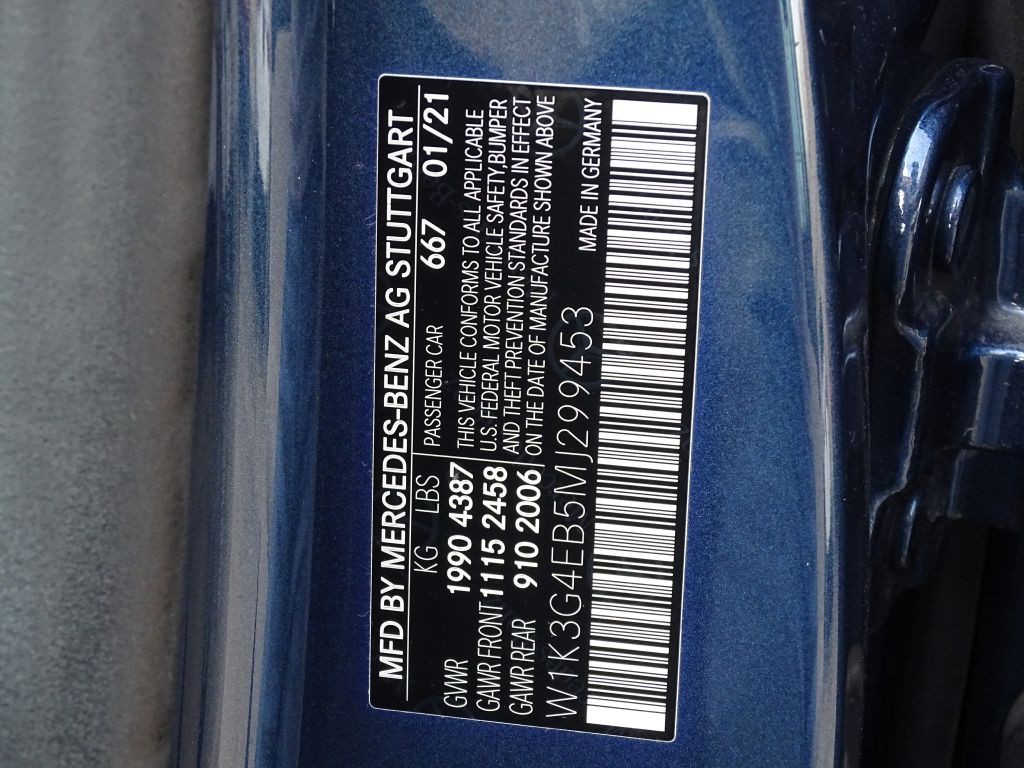 MFD BY MERCEDES-BENZ AG STUTTGART
KG LBS PASSENGER CAR 667 01/21
GVWR 1990 4387 THIS VEHICLE CONFORMS TO ALL APPLICABLE
GAWR FRONT 1115 2458 U.S. FEDERAL MOTOR VEHICLE SAFETY,BUMPER
GAWR REAR 910 2006 AND THEFT PREVENTION STANDARDS IN EFFECT
ON THE DATE OF MANUFACTURE SHOWN ABOVE
W1K3G4EB5MJ299453 MADE IN GERMANY